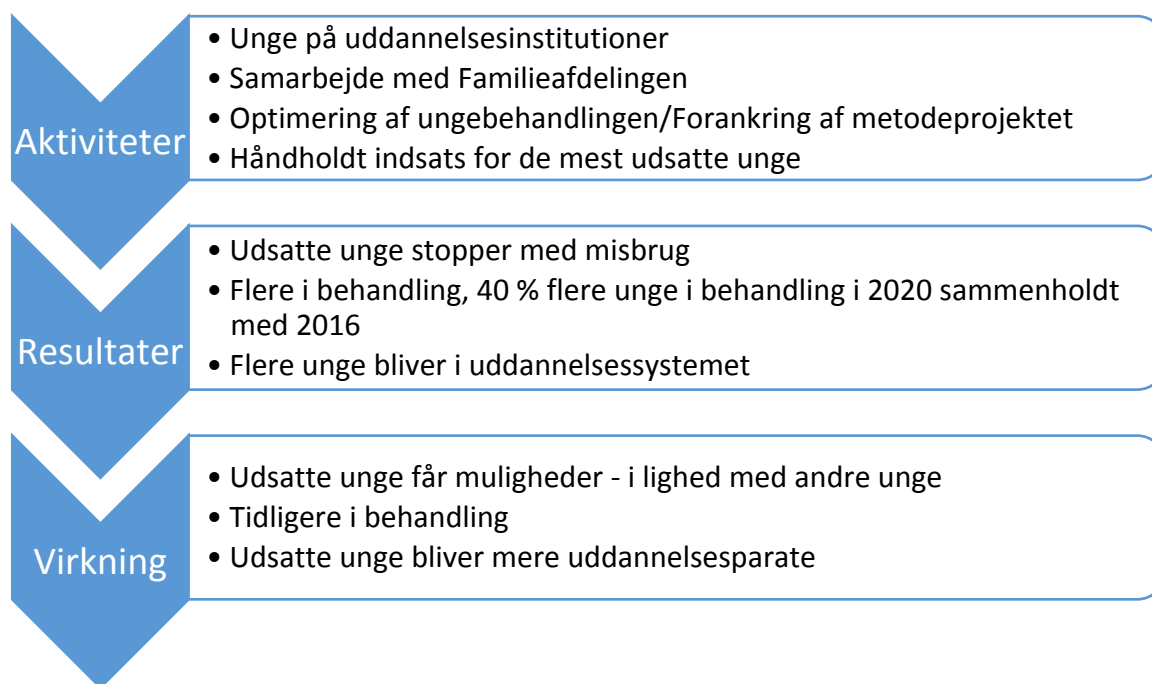 Aktiviteter
• Unge på uddannelsesinstitutioner
• Samarbejde med Familieafdelingen
• Optimering af ungebehandlingen/Forankring af metodeprojektet
• Håndholdt indsats for de mest udsatte unge
Resultater
• Udsatte unge stopper med misbrug
• Flere i behandling, 40 % flere unge i behandling i 2020 sammenholdt
med 2016
• Flere unge bliver i uddannelsessystemet
Virkning
• Udsatte unge får muligheder - i lighed med andre unge
• Tidligere i behandling
• Udsatte unge bliver mere uddannelsesparate